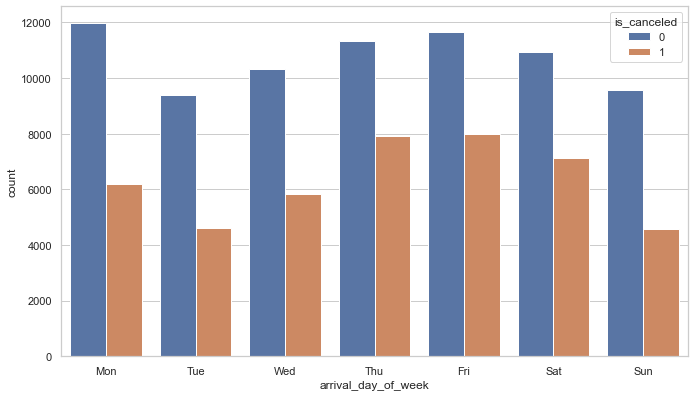 is_canceled
0
1
12000
10000
8000
6000
4000
2000
0
count
Mon Tue Wed Thu Fri Sat Sun
arrival_day_of_week